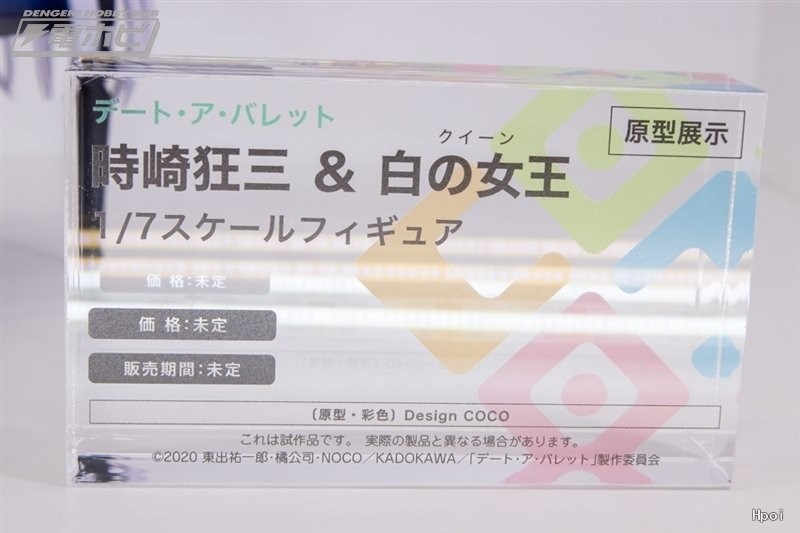 DENGEKI HOBBY WEB
電ホビ
デート・ア・バレット
原型展示
クイーン
時崎狂三 & 白の女王
1/7スケールフィギュア
価 格:未定
価 格:未定
販売期間:未定
〔原型・彩色〕Design COCO
これは試作品です。 実際の製品と異なる場合があります。
©2020 東出祐一郎・橘公司・NOCO／KADOKAWA／「デート・ア・バレット」製作委員会
Hpoi